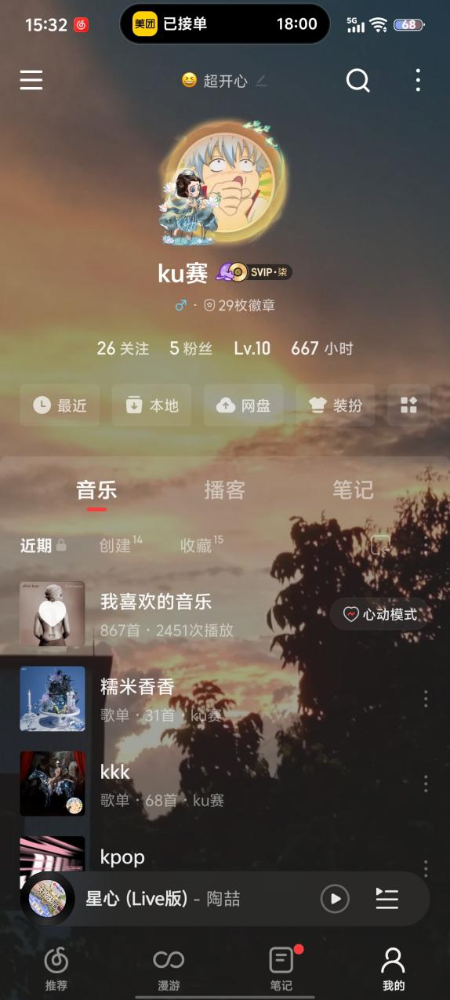 15:32 美团 已接单 18:00 5G 68
超开心
ku赛 SVIP·柒
29枚徽章
26 关注 5 粉丝 Lv.10 667 小时
最近 本地 网盘 装扮
音乐 播客 笔记
近期 创建14 收藏15
我喜欢的音乐
867首 · 2451次播放
心动模式
糯米香香
歌单 · 31首 · ku赛
kkk
歌单 · 68首 · ku赛
kpop
星心 (Live版) - 陶喆
推荐 漫游 笔记 我的